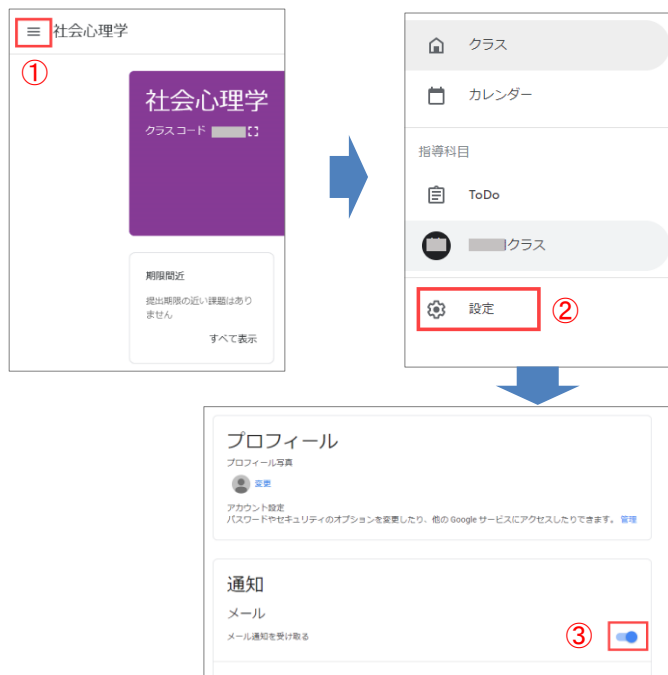 社会心理学
①
社会心理学
クラスコード
期限間近
提出期限の近い課題はあり
ません
すべて表示
クラス
カレンダー
指導科目
ToDo
クラス
設定
②
プロフィール
プロフィール写真
変更
アカウント設定
パスワードやセキュリティのオプションを変更したり、他の Google サービスにアクセスしたりできます。 管理
通知
メール
メール通知を受け取る
③